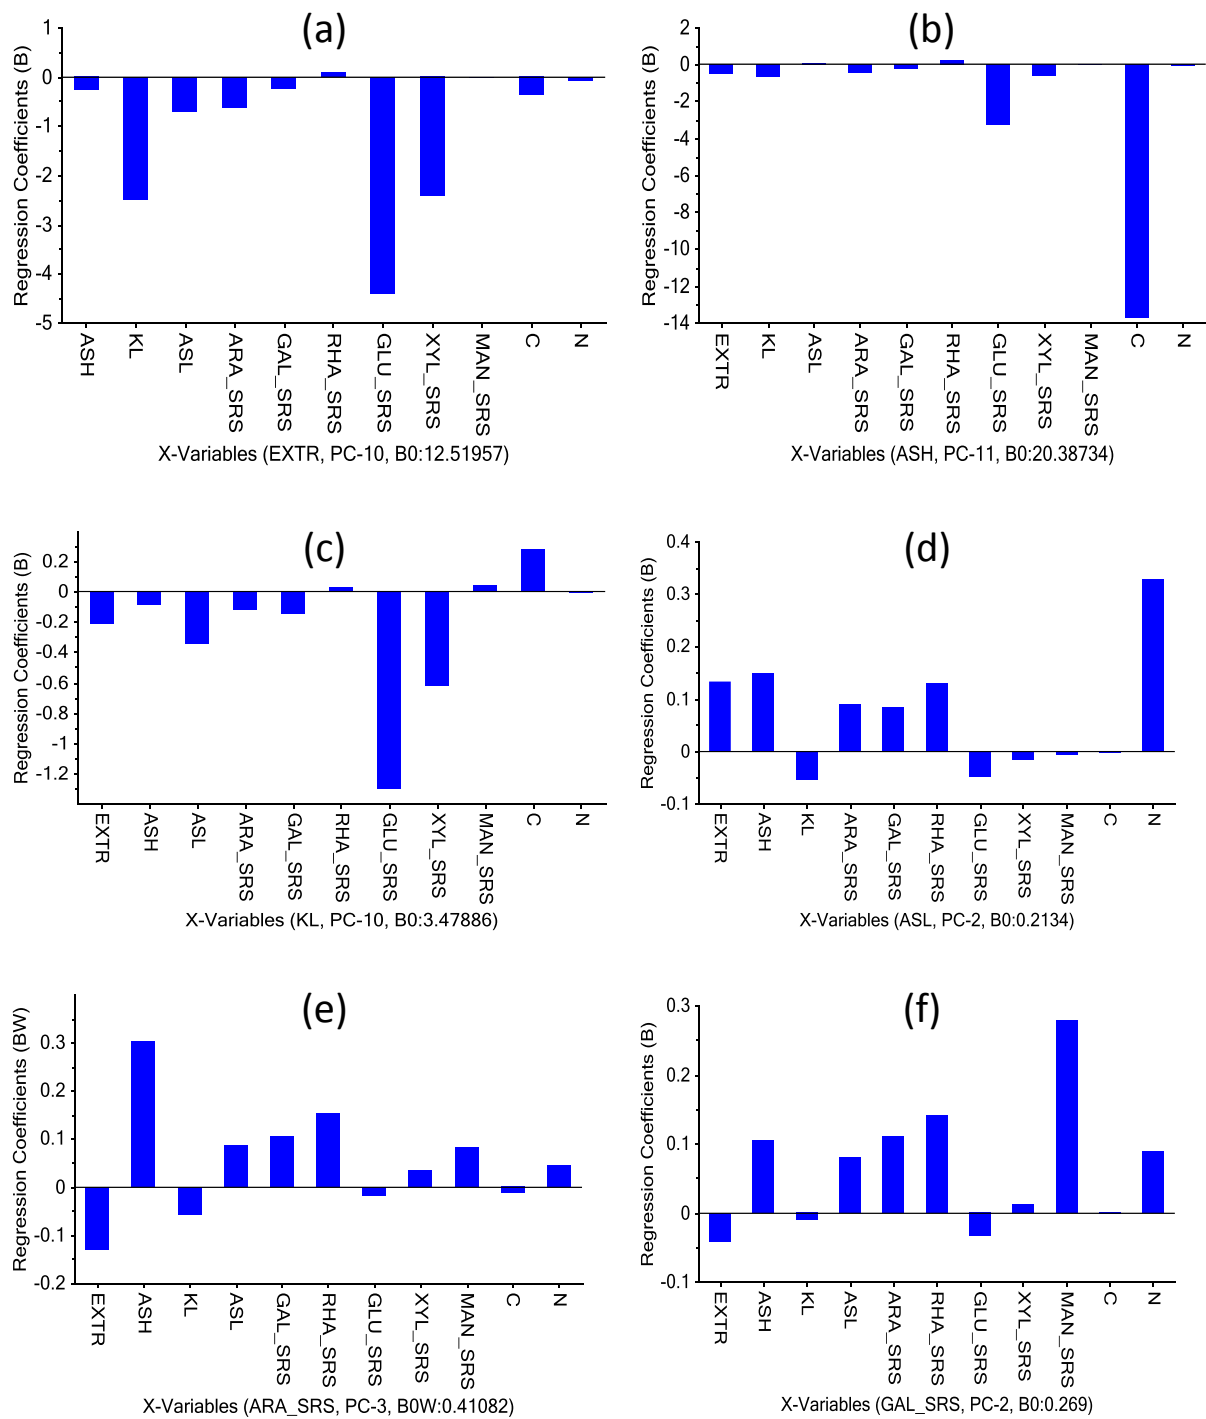 (a)
Regression Coefficients (B)
1
0
-1
-2
-3
-4
-5
ASH
KL
ASL
ARA_SRS
GAL_SRS
RHA_SRS
GLU_SRS
XYL_SRS
MAN_SRS
C
N
X-Variables (EXTR, PC-10, B0:12.51957)
(b)
Regression Coefficients (B)
2
0
-2
-4
-6
-8
-10
-12
-14
EXTR
KL
ASL
ARA_SRS
GAL_SRS
RHA_SRS
GLU_SRS
XYL_SRS
MAN_SRS
C
N
X-Variables (ASH, PC-11, B0:20.38734)
(c)
Regression Coefficients (B)
0.2
0
-0.2
-0.4
-0.6
-0.8
-1
-1.2
EXTR
ASH
ASL
ARA_SRS
GAL_SRS
RHA_SRS
GLU_SRS
XYL_SRS
MAN_SRS
C
N
X-Variables (KL, PC-10, B0:3.47886)
(d)
Regression Coefficients (B)
0.4
0.3
0.2
0.1
0
-0.1
EXTR
ASH
KL
ARA_SRS
GAL_SRS
RHA_SRS
GLU_SRS
XYL_SRS
MAN_SRS
C
N
X-Variables (ASL, PC-2, B0:0.2134)
(e)
Regression Coefficients (BW)
0.3
0.2
0.1
0
-0.1
-0.2
EXTR
ASH
KL
ASL
GAL_SRS
RHA_SRS
GLU_SRS
XYL_SRS
MAN_SRS
C
N
X-Variables (ARA_SRS, PC-3, B0W:0.41082)
(f)
Regression Coefficients (B)
0.3
0.2
0.1
0
-0.1
EXTR
ASH
KL
ASL
ARA_SRS
RHA_SRS
GLU_SRS
XYL_SRS
MAN_SRS
C
N
X-Variables (GAL_SRS, PC-2, B0:0.269)